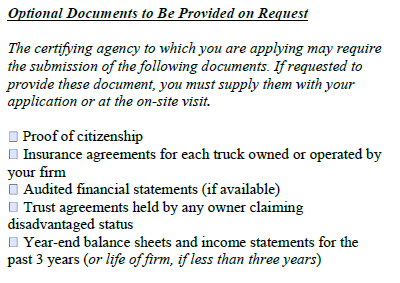 Optional Documents to Be Provided on Request
The certifying agency to which you are applying may require
the submission of the following documents. If requested to
provide these document, you must supply them with your
application or at the on-site visit.
☐ Proof of citizenship
☐ Insurance agreements for each truck owned or operated by
your firm
☐ Audited financial statements (if available)
☐ Trust agreements held by any owner claiming
disadvantaged status
☐ Year-end balance sheets and income statements for the
past 3 years (or life of firm, if less than three years)